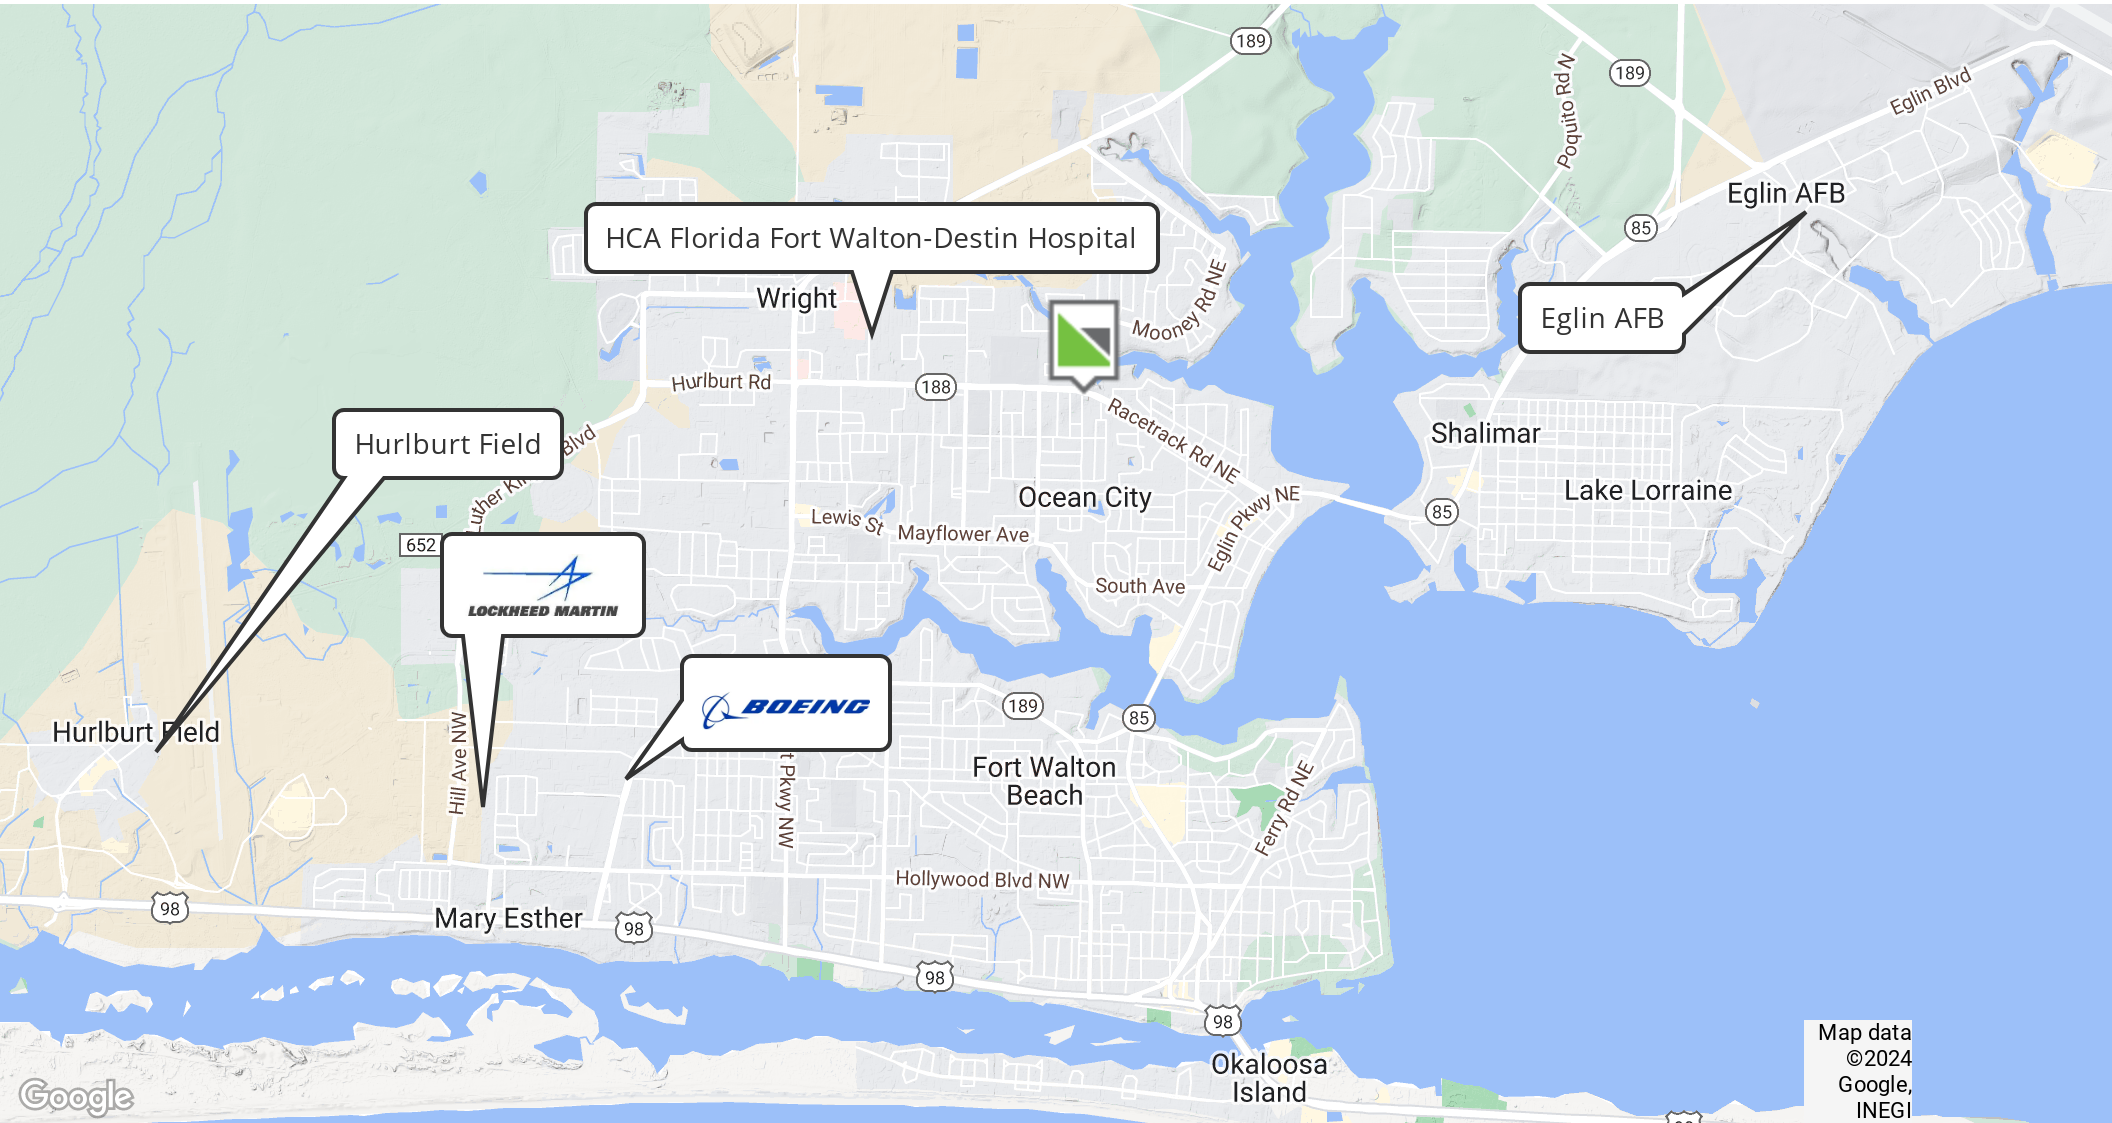 189
189
Poquito Rd N
Eglin Blvd
Eglin AFB
85
HCA Florida Fort Walton-Destin Hospital
Wright
Mooney Rd NE
Eglin AFB
Hurlburt Rd
188
Racetrack Rd NE
Hurlburt Field
Blvd
Shalimar
Ocean City
Lake Lorraine
Lewis St
Mayflower Ave
Eglin Pkwy NE
85
652
South Ave
LOCKHEED MARTIN
BOEING
189
85
Hurlburt Field
Hill Ave NW
t Pkwy NW
Fort Walton
Beach
Ferry Rd NE
Hollywood Blvd NW
98
Mary Esther
98
98
98
Okaloosa
Island
Map data
©2024
Google,
INEGI
Google